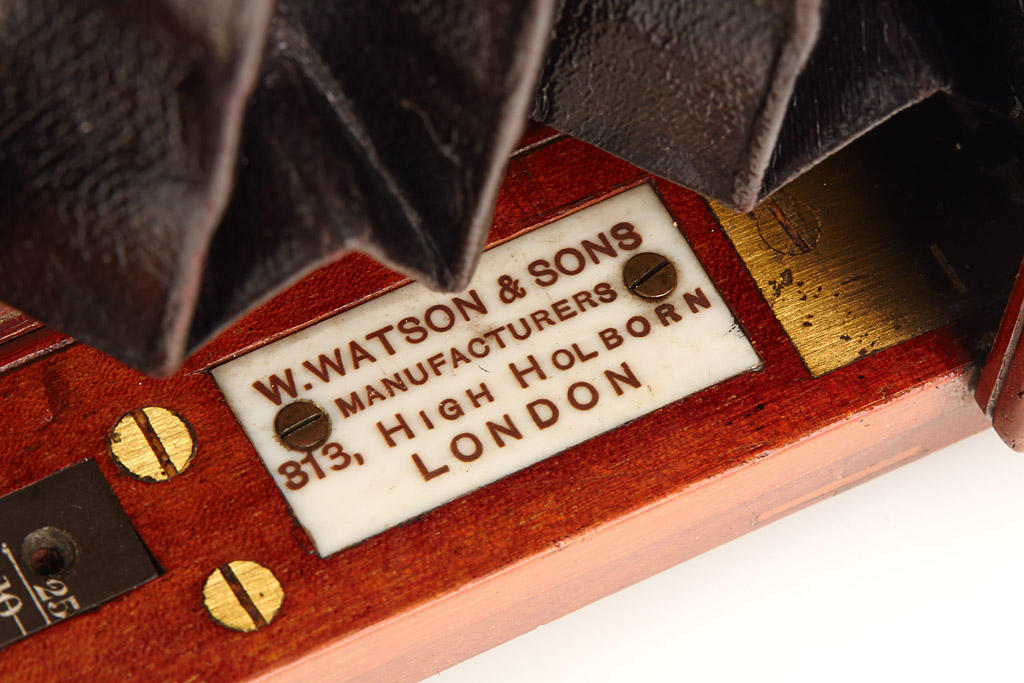 W. WATSON & SONS
MANUFACTURERS
313, HIGH HOLBORN
LONDON
25
10